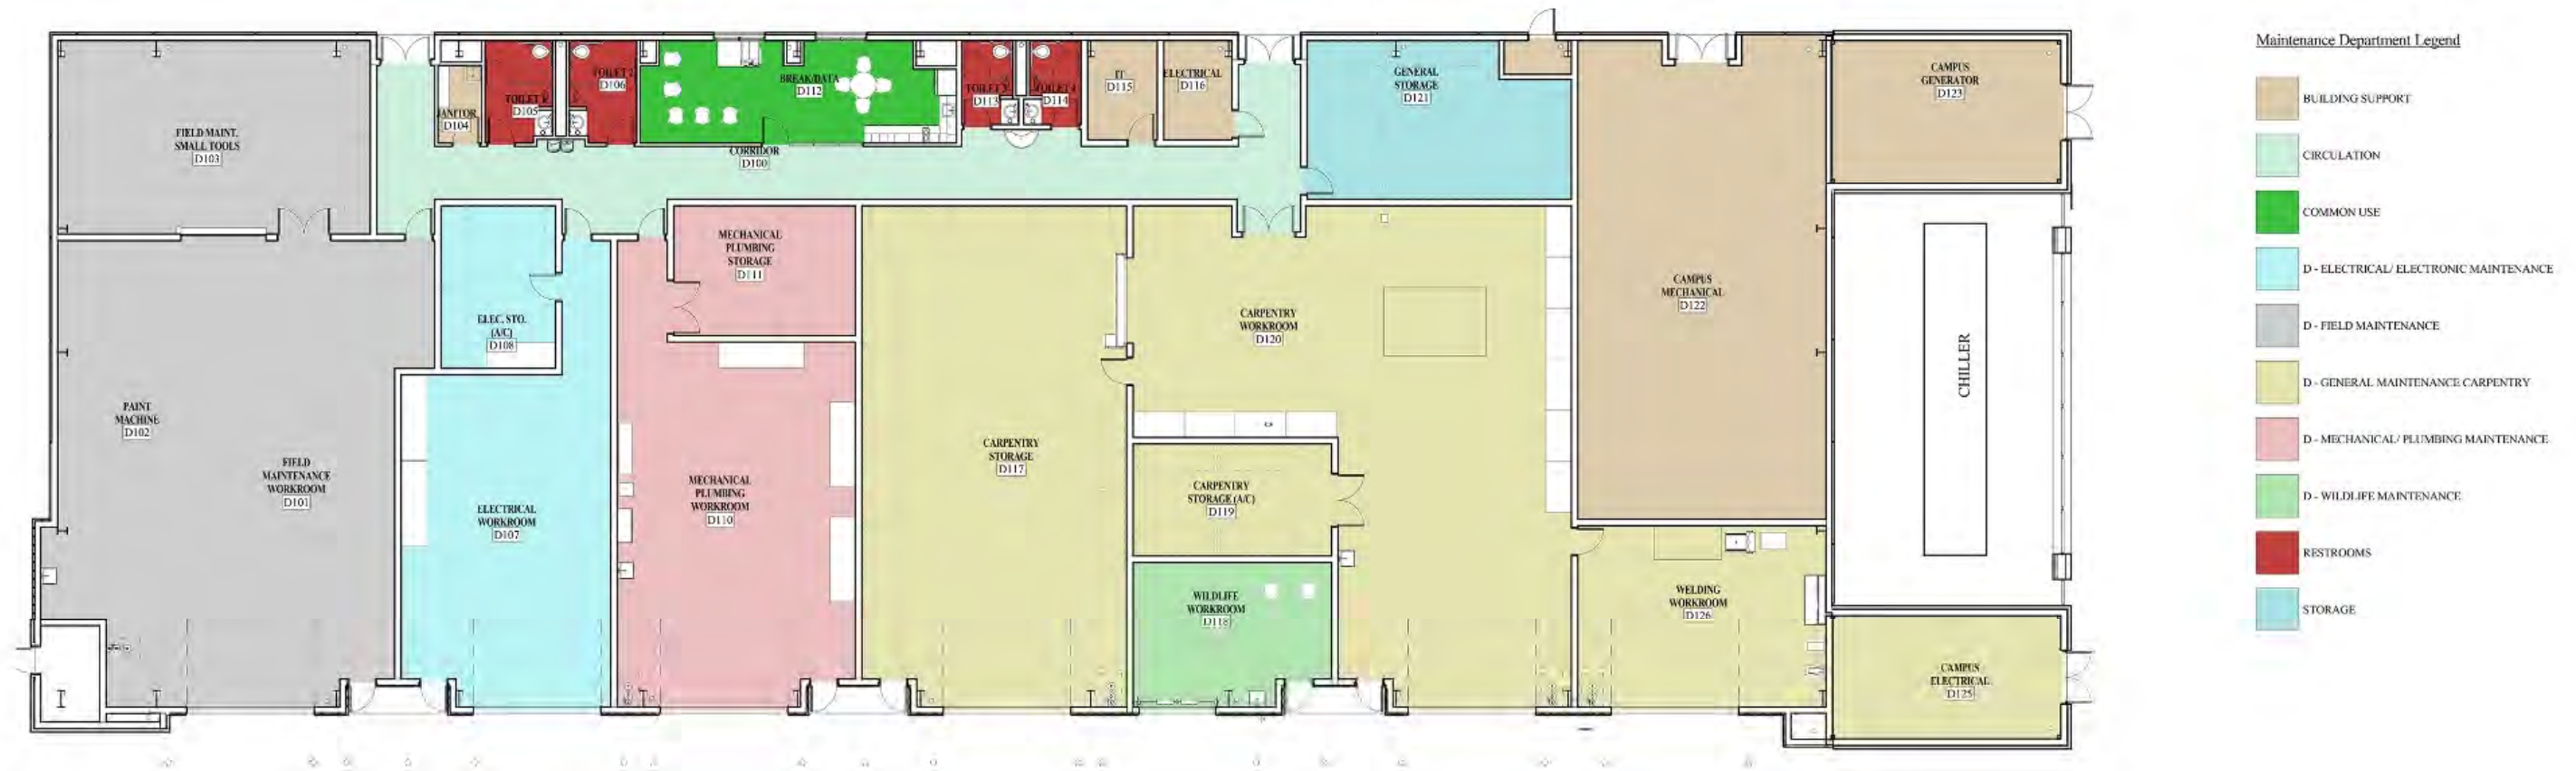 Maintenance Department Legend
BUILDING SUPPORT
CIRCULATION
COMMON USE
D - ELECTRICAL/ ELECTRONIC MAINTENANCE
D - FIELD MAINTENANCE
D - GENERAL MAINTENANCE CARPENTRY
D - MECHANICAL/ PLUMBING MAINTENANCE
D - WILDLIFE MAINTENANCE
RESTROOMS
STORAGE
FIELD MAINT.
SMALL TOOLS
D103
JANITOR
D104
TOILET 1
D105
TOILET 2
D106
BREAK/DATA
D112
TOILET 3
D113
TOILET 4
D114
IT
D115
ELECTRICAL
D116
GENERAL
STORAGE
D121
CAMPUS
GENERATOR
D123
CORRIDOR
D100
MECHANICAL
PLUMBING
STORAGE
D111
CAMPUS
MECHANICAL
D122
ELEC. STO.
(A/C)
D108
CARPENTRY
WORKROOM
D120
CHILLER
PAINT
MACHINE
D102
FIELD
MAINTENANCE
WORKROOM
D101
ELECTRICAL
WORKROOM
D107
MECHANICAL
PLUMBING
WORKROOM
D110
CARPENTRY
STORAGE
D117
CARPENTRY
STORAGE (A/C)
D119
WILDLIFE
WORKROOM
D118
WELDING
WORKROOM
D126
CAMPUS
ELECTRICAL
D125